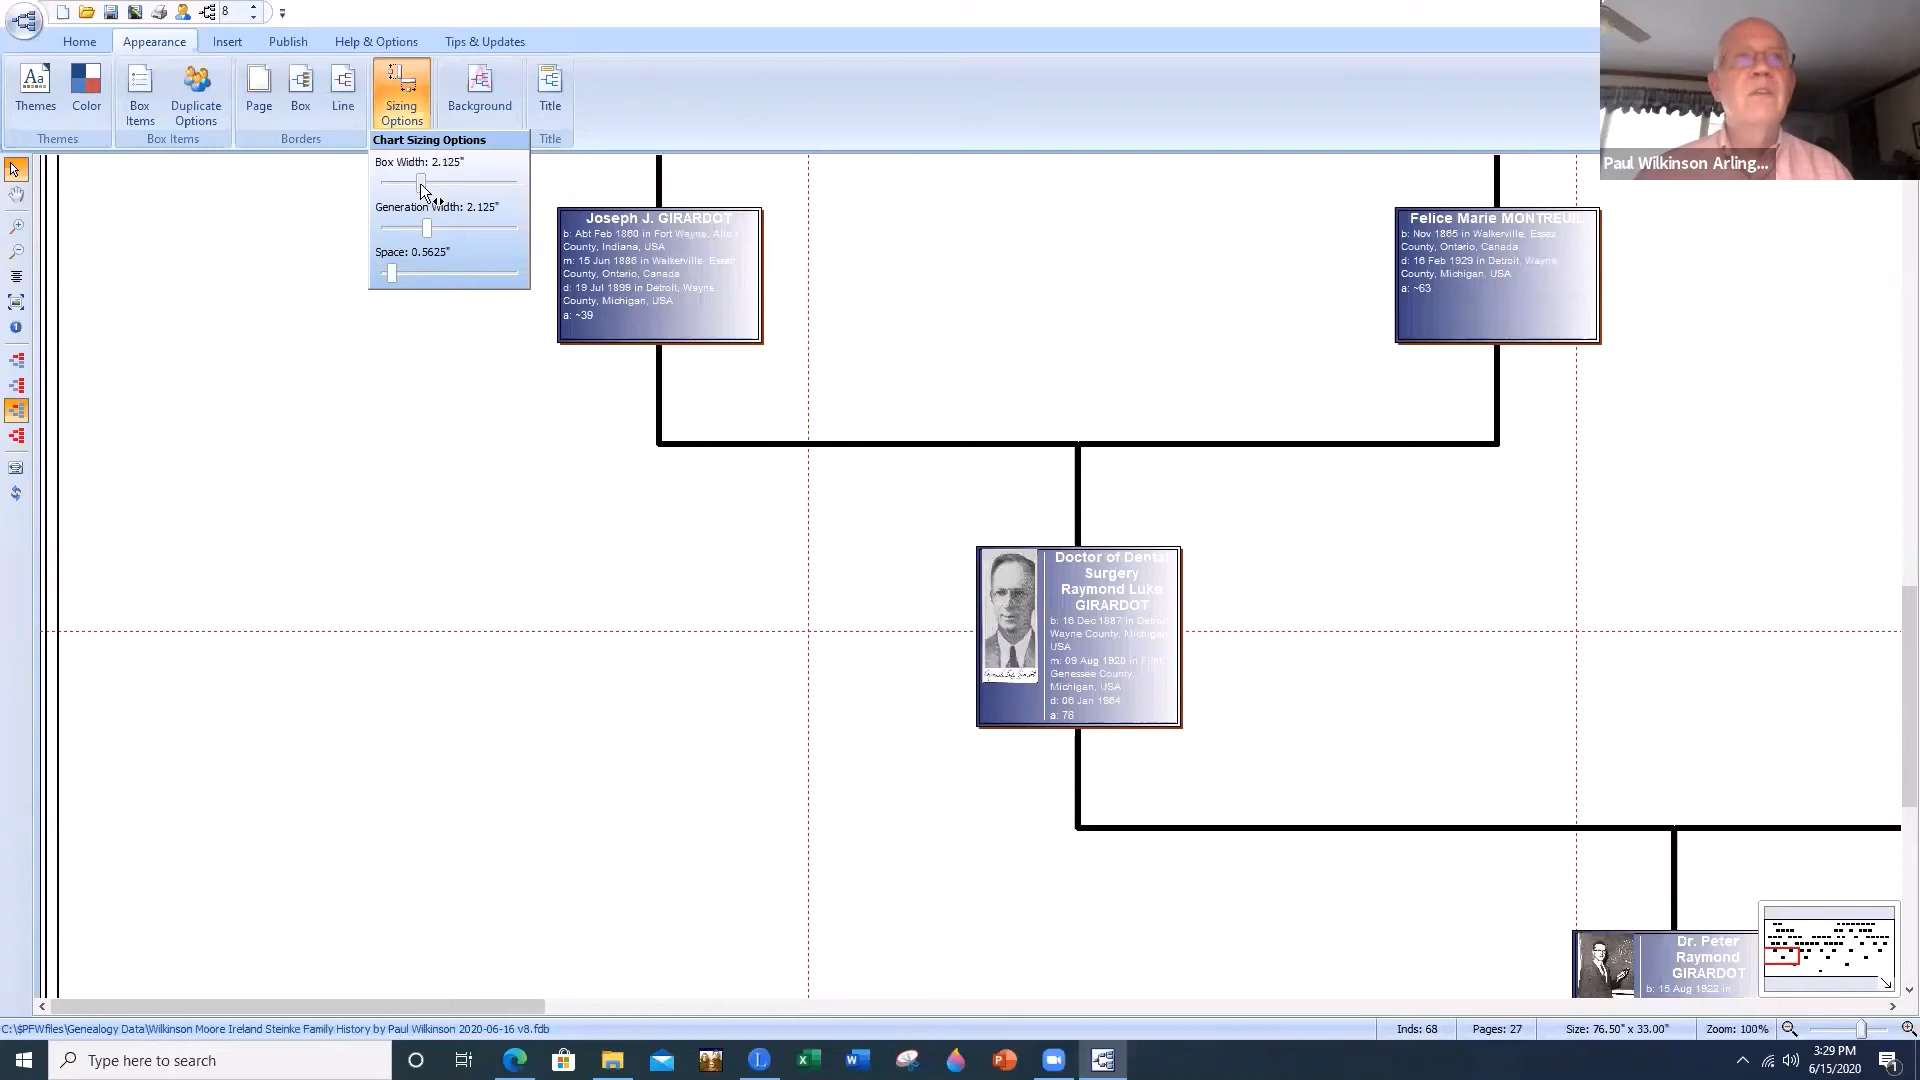 8
Home
Appearance
Insert
Publish
Help & Options
Tips & Updates
Aa
Themes
Color
Box
Items
Duplicate
Options
Page
Box
Line
Sizing
Options
Background
Title
Themes
Box Items
Borders
Title
Chart Sizing Options
Box Width: 2.125"
Generation Width: 2.125"
Space: 0.5625"
Paul Wilkinson Arling...
Joseph J. GIRARDOT
b: Abt Feb 1860 in Fort Wayne, Allen
County, Indiana, USA
m: 15 Jun 1886 in Walkerville, Essex
County, Ontario, Canada
d: 19 Jul 1899 in Detroit, Wayne
County, Michigan, USA
a: ~39
Felice Marie MONTREUIL
b: Nov 1865 in Walkerville, Essex
County, Ontario, Canada
d: 16 Feb 1929 in Detroit, Wayne
County, Michigan, USA
a: ~63
Doctor of Dental
Surgery
Raymond Luke
GIRARDOT
b: 16 Dec 1887 in Detroit,
Wayne County, Michigan,
USA
m: 09 Aug 1920 in Flint,
Genessee County,
Michigan, USA
d: 06 Jan 1964
a: 76
Dr. Peter
Raymond
GIRARDOT
b: 15 Aug 1922 in
C:\$PFWfiles\Genealogy Data\Wilkinson Moore Ireland Steinke Family History by Paul Wilkinson 2020-06-16 v8.fdb
Inds: 68
Pages: 27
Size: 76.50" x 33.00"
Zoom: 100%
Type here to search
3:29 PM
6/15/2020